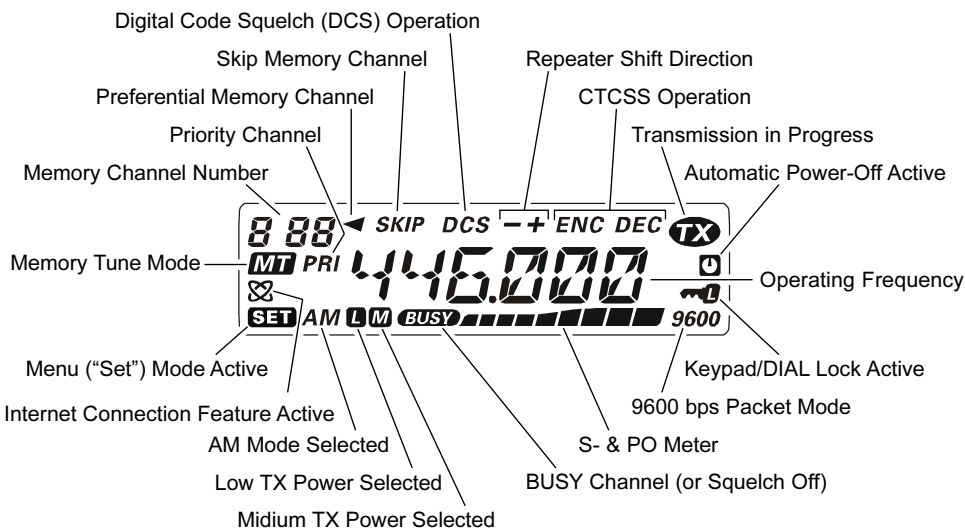 Digital Code Squelch (DCS) Operation
Skip Memory Channel
Repeater Shift Direction
Preferential Memory Channel
CTCSS Operation
Priority Channel
Transmission in Progress
Memory Channel Number
Automatic Power-Off Active
8 88 SKIP DCS -+ ENC DEC TX
Memory Tune Mode
MT PRI 446.000
Operating Frequency
L
SET AM L M BUSY 9600
Menu (“Set”) Mode Active
Keypad/DIAL Lock Active
Internet Connection Feature Active
9600 bps Packet Mode
AM Mode Selected
S- & PO Meter
Low TX Power Selected
BUSY Channel (or Squelch Off)
Midium TX Power Selected